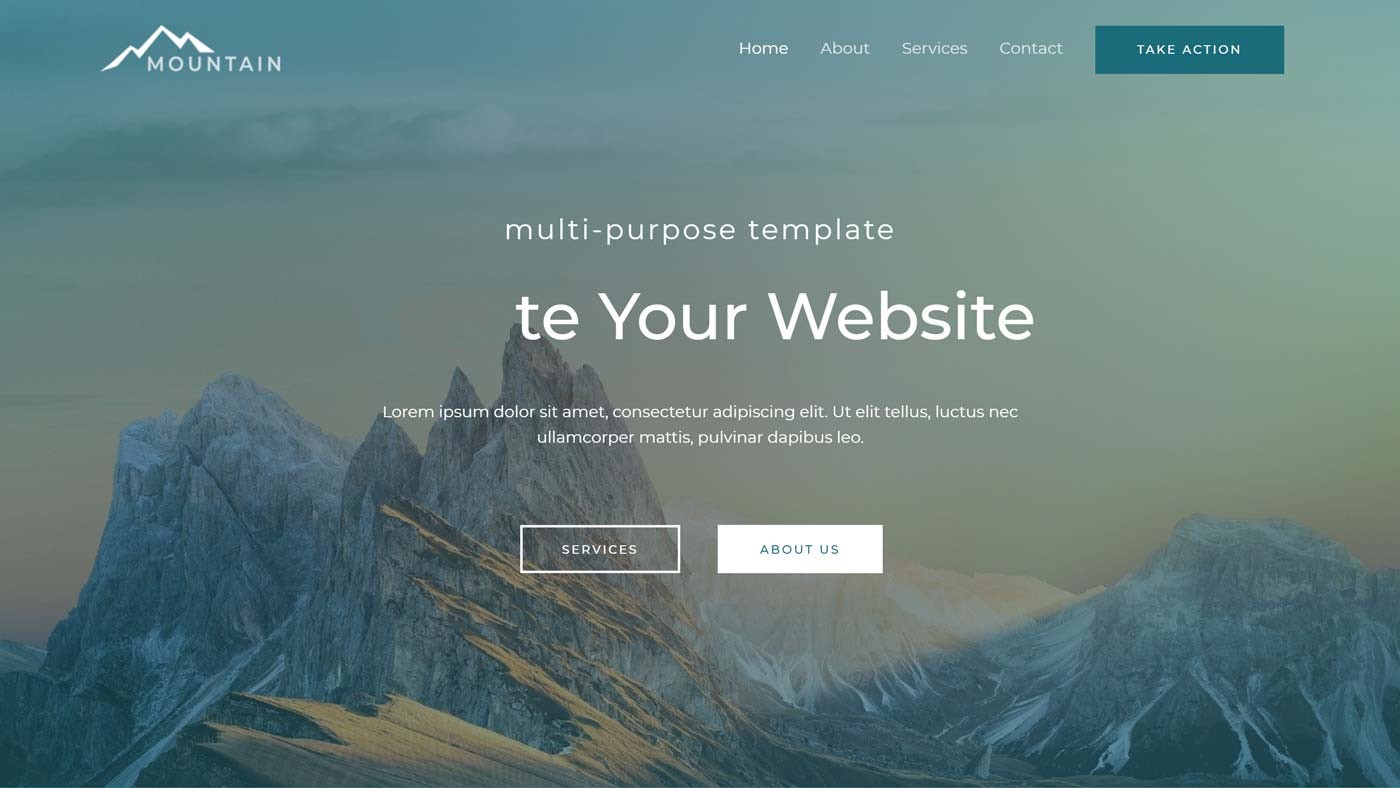 MOUNTAIN
Home About Services Contact TAKE ACTION
multi-purpose template
te Your Website
Lorem ipsum dolor sit amet, consectetur adipiscing elit. Ut elit tellus, luctus nec
ullamcorper mattis, pulvinar dapibus leo.
SERVICES ABOUT US